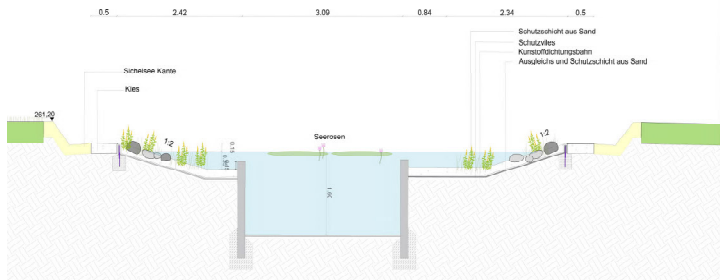 0.5 2.42 3.09 0.84 2.34 0.5
Schutzschicht aus Sand
Schutzvlies
Kunstoffdichtungsbahn
Ausgleichs und Schutzschicht aus Sand
Sichelsee Kante
Kies
261,20
Seerosen
1:2
1:2